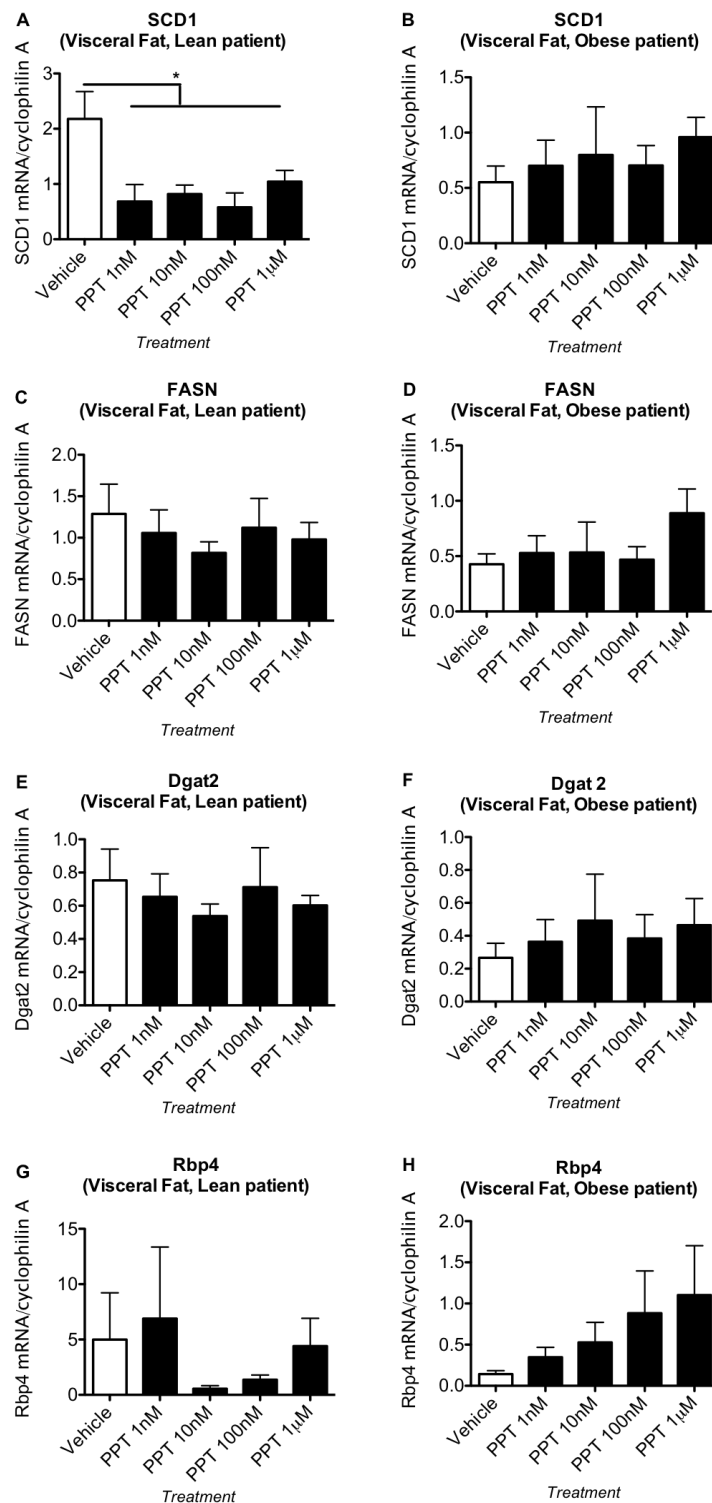 A
SCD1
(Visceral Fat, Lean patient)
SCD1 mRNA/cyclophilin A
3
2
1
0
*
Vehicle
PPT 1nM
PPT 10nM
PPT 100nM
PPT 1µM
Treatment
B
SCD1
(Visceral Fat, Obese patient)
SCD1 mRNA/cyclophilin A
1.5
1.0
0.5
0.0
Vehicle
PPT 1nM
PPT 10nM
PPT 100nM
PPT 1µM
Treatment
C
FASN
(Visceral Fat, Lean patient)
FASN mRNA/cyclophilin A
2.0
1.5
1.0
0.5
0.0
Vehicle
PPT 1nM
PPT 10nM
PPT 100nM
PPT 1µM
Treatment
D
FASN
(Visceral Fat, Obese patient)
FASN mRNA/cyclophilin A
1.5
1.0
0.5
0.0
Vehicle
PPT 1nM
PPT 10nM
PPT 100nM
PPT 1µM
Treatment
E
Dgat2
(Visceral Fat, Lean patient)
Dgat2 mRNA/cyclophilin A
1.0
0.8
0.6
0.4
0.2
0.0
Vehicle
PPT 1nM
PPT 10nM
PPT 100nM
PPT 1µM
Treatment
F
Dgat 2
(Visceral Fat, Obese patient)
Dgat2 mRNA/cyclophilin A
1.0
0.8
0.6
0.4
0.2
0.0
Vehicle
PPT 1nM
PPT 10nM
PPT 100nM
PPT 1µM
Treatment
G
Rbp4
(Visceral Fat, Lean patient)
Rbp4 mRNA/cyclophilin A
15
10
5
0
Vehicle
PPT 1nM
PPT 10nM
PPT 100nM
PPT 1µM
Treatment
H
Rbp4
(Visceral Fat, Obese patient)
Rbp4 mRNA/cyclophilin A
2.0
1.5
1.0
0.5
0.0
Vehicle
PPT 1nM
PPT 10nM
PPT 100nM
PPT 1µM
Treatment